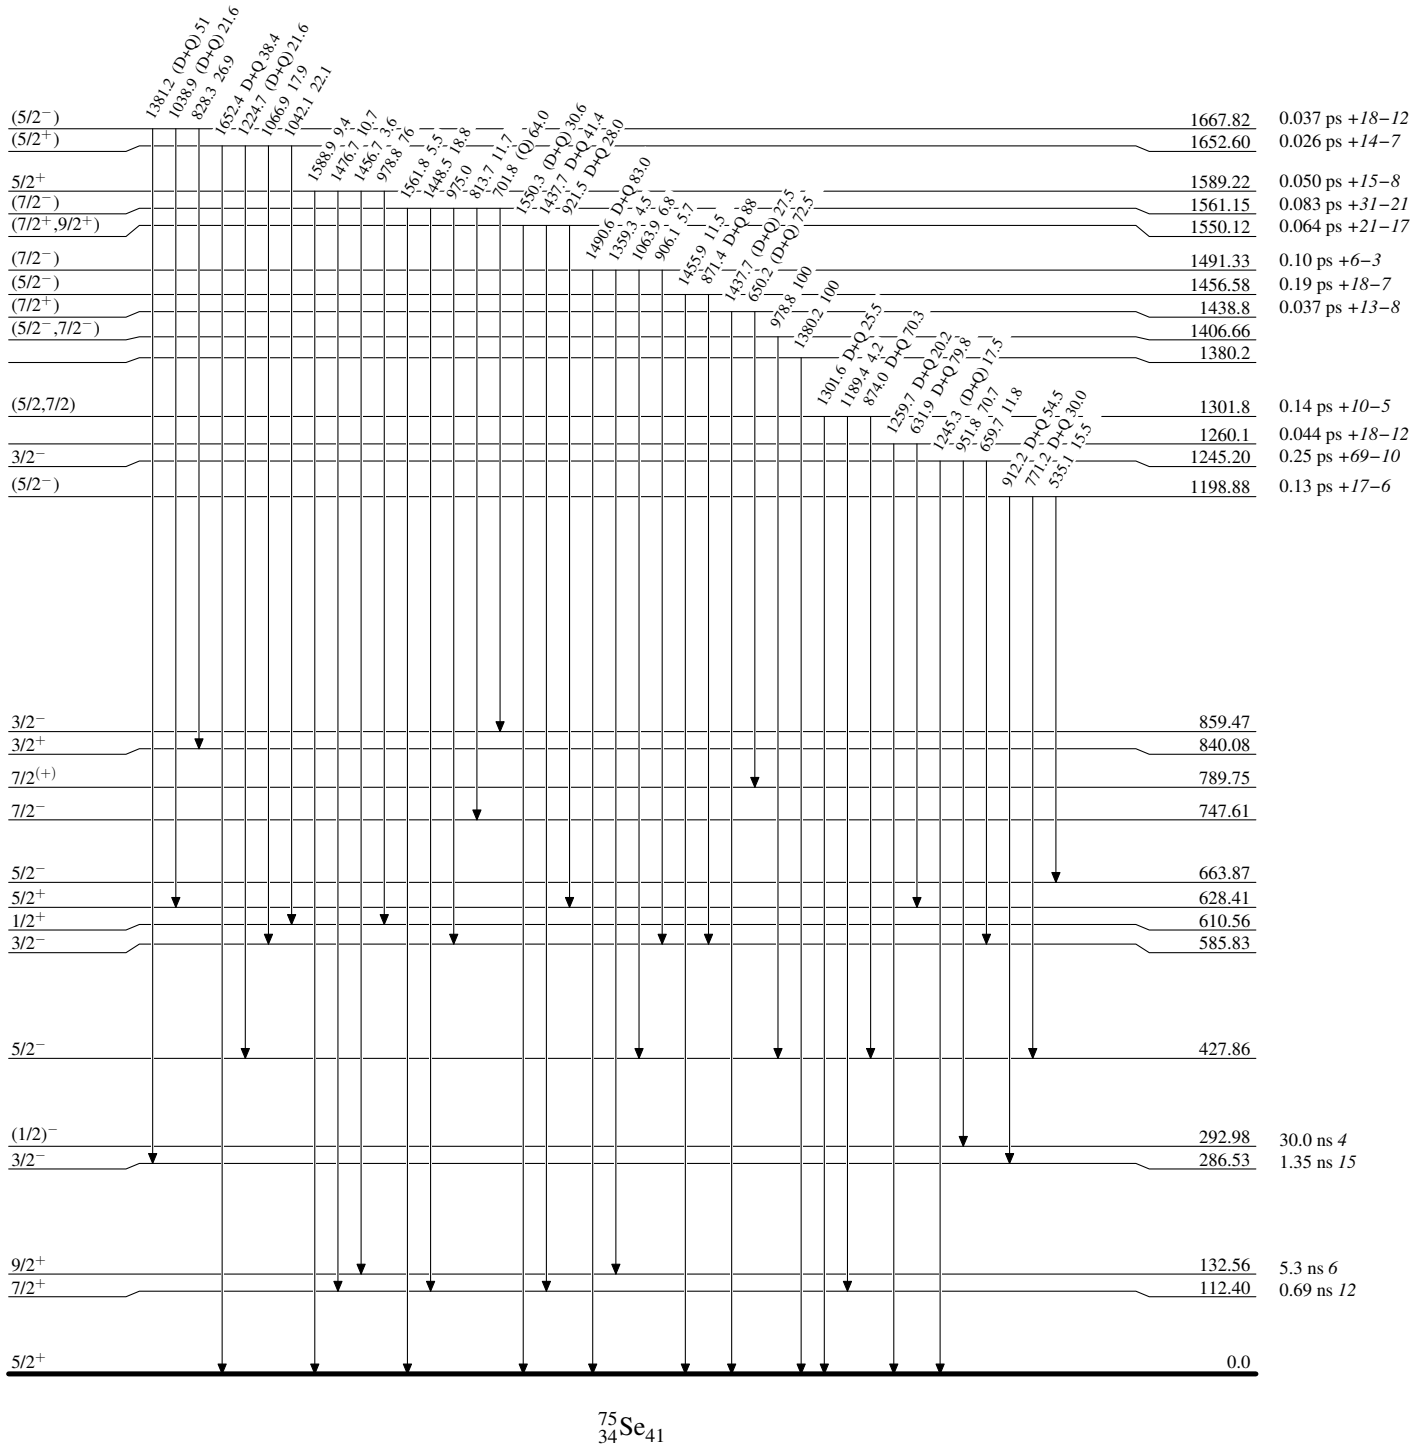 1381.2 (D+Q) 51
1038.9 (D+Q) 21.6
828.3 26.9
1652.4 D+Q 38.4
1224.7 (D+Q) 21.6
1066.9 17.9
1042.1 22.1
1588.9 9.4
1476.7 10.7
1456.7 3.6
978.8 76
1561.8 5.5
1448.5 18.8
975.0
813.7 11.7
701.8 (Q) 64.0
1550.3 (D+Q) 30.6
1437.7 D+Q 41.4
921.5 D+Q 28.0
1490.6 D+Q 83.0
1359.3 4.5
1063.9 6.8
906.1 5.7
1455.9 11.5
871.4 D+Q 88
1437.7 (D+Q) 27.5
650.2 (D+Q) 72.5
978.8 100
1380.2 100
1301.6 D+Q 25.5
1189.4 4.2
874.0 D+Q 70.3
1259.7 D+Q 20.2
631.9 D+Q 79.8
1245.3 (D+Q) 17.5
951.8 70.7
659.7 11.8
912.2 D+Q 54.5
771.2 D+Q 30.0
535.1 15.5
(5/2⁻) 1667.82 0.037 ps +18−12
(5/2⁺) 1652.60 0.026 ps +14−7
5/2⁺ 1589.22 0.050 ps +15−8
(7/2⁻) 1561.15 0.083 ps +31−21
(7/2⁺,9/2⁺) 1550.12 0.064 ps +21−17
(7/2⁻) 1491.33 0.10 ps +6−3
(5/2⁻) 1456.58 0.19 ps +18−7
(7/2⁺) 1438.8 0.037 ps +13−8
(5/2⁻,7/2⁻) 1406.66
1380.2
(5/2,7/2) 1301.8 0.14 ps +10−5
1260.1 0.044 ps +18−12
3/2⁻ 1245.20 0.25 ps +69−10
(5/2⁻) 1198.88 0.13 ps +17−6
3/2⁻ 859.47
3/2⁺ 840.08
7/2⁽⁺⁾ 789.75
7/2⁻ 747.61
5/2⁻ 663.87
5/2⁺ 628.41
1/2⁺ 610.56
3/2⁻ 585.83
5/2⁻ 427.86
(1/2)⁻ 292.98 30.0 ns 4
3/2⁻ 286.53 1.35 ns 15
9/2⁺ 132.56 5.3 ns 6
7/2⁺ 112.40 0.69 ns 12
5/2⁺ 0.0
⁷⁵₃₄Se₄₁